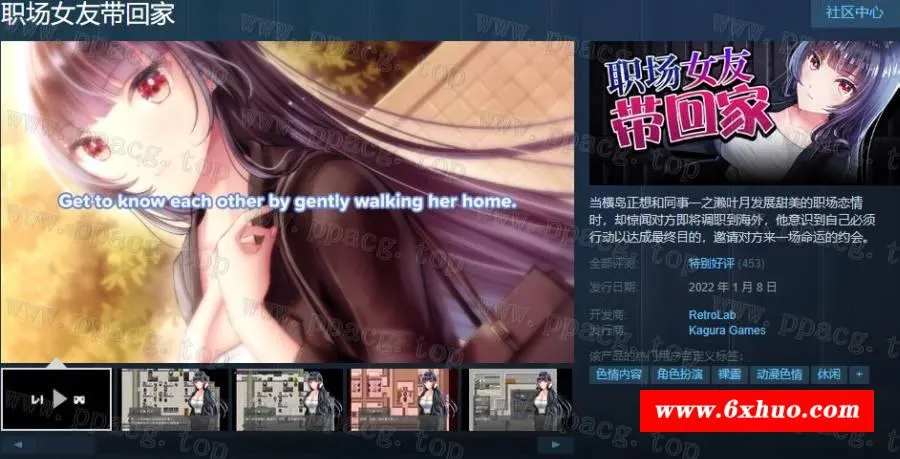 职场女友带回家
社区中心
Get to know each other by gently walking her home.
职场女友
带回家
当横岛正想和同事一之濑叶月发展甜美的职场恋情
时，却惊闻对方即将调职到海外，他意识到自己必须
行动以达成最终目的，邀请对方来一场命运的约会。
全部评测: 特别好评 (453)
发行日期: 2022 年 1 月 8 日
开发商: RetroLab
发行商: Kagura Games
该产品的热门用户自定义标签:
色情内容 角色扮演 裸露 动漫色情 休闲 +
www.6xhuo.com
www.ppacg.top